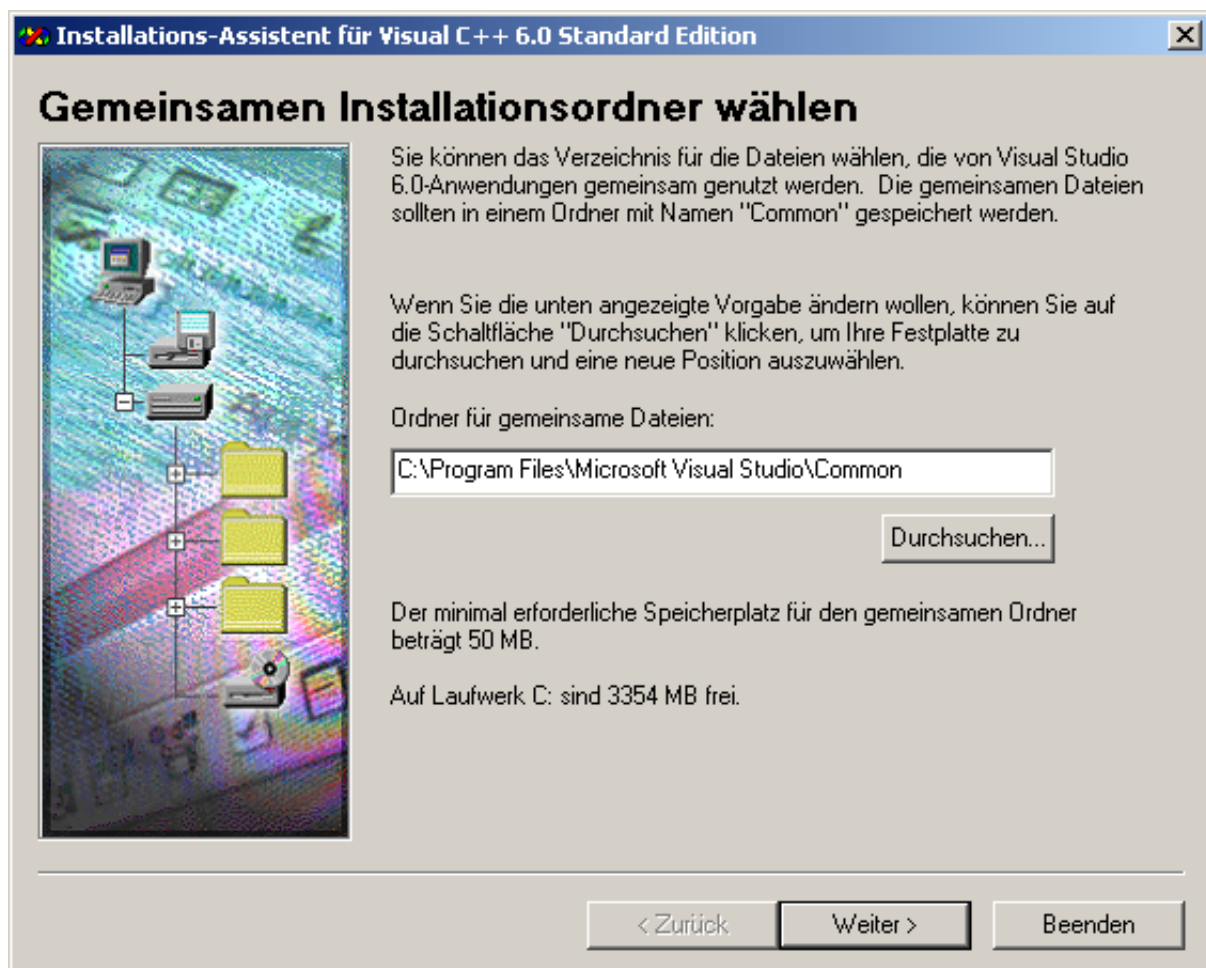 Installations-Assistent für Visual C++ 6.0 Standard Edition
Gemeinsamen Installationsordner wählen
Sie können das Verzeichnis für die Dateien wählen, die von Visual Studio
6.0-Anwendungen gemeinsam genutzt werden.  Die gemeinsamen Dateien
sollten in einem Ordner mit Namen "Common" gespeichert werden.
Wenn Sie die unten angezeigte Vorgabe ändern wollen, können Sie auf
die Schaltfläche "Durchsuchen" klicken, um Ihre Festplatte zu
durchsuchen und eine neue Position auszuwählen.
Ordner für gemeinsame Dateien:
C:\Program Files\Microsoft Visual Studio\Common
Durchsuchen...
Der minimal erforderliche Speicherplatz für den gemeinsamen Ordner
beträgt 50 MB.
Auf Laufwerk C: sind 3354 MB frei.
< Zurück
Weiter >
Beenden